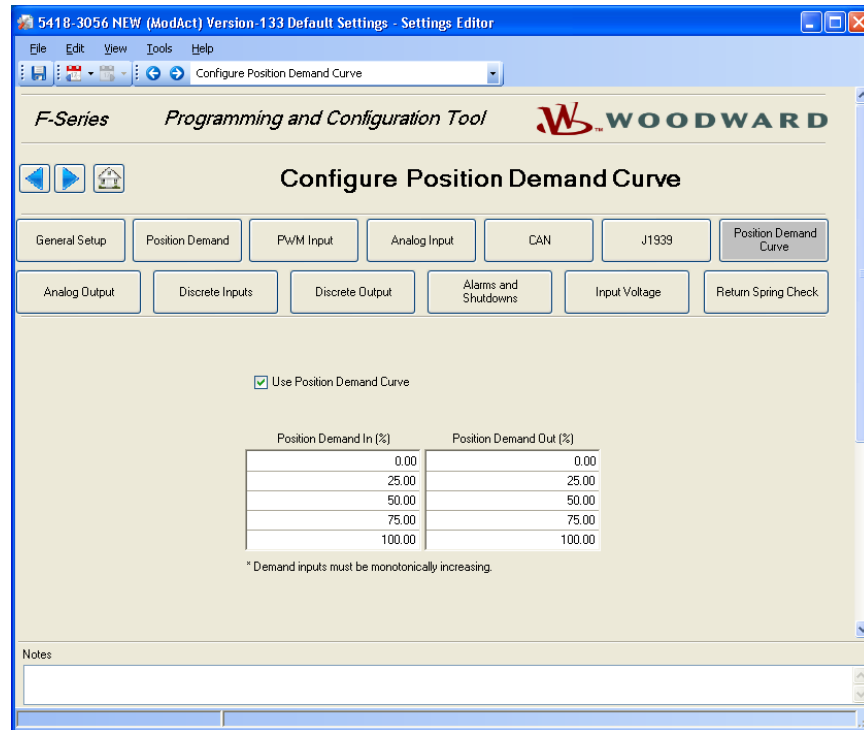 5418-3056 NEW (ModAct) Version-133 Default Settings - Settings Editor
File Edit View Tools Help
Configure Position Demand Curve
F-Series Programming and Configuration Tool WOODWARD
Configure Position Demand Curve
General Setup Position Demand PWM Input Analog Input CAN J1939 Position Demand Curve
Analog Output Discrete Inputs Discrete Output Alarms and Shutdowns Input Voltage Return Spring Check
Use Position Demand Curve
Position Demand In (%) Position Demand Out (%)
0.00 0.00
25.00 25.00
50.00 50.00
75.00 75.00
100.00 100.00
* Demand inputs must be monotonically increasing.
Notes